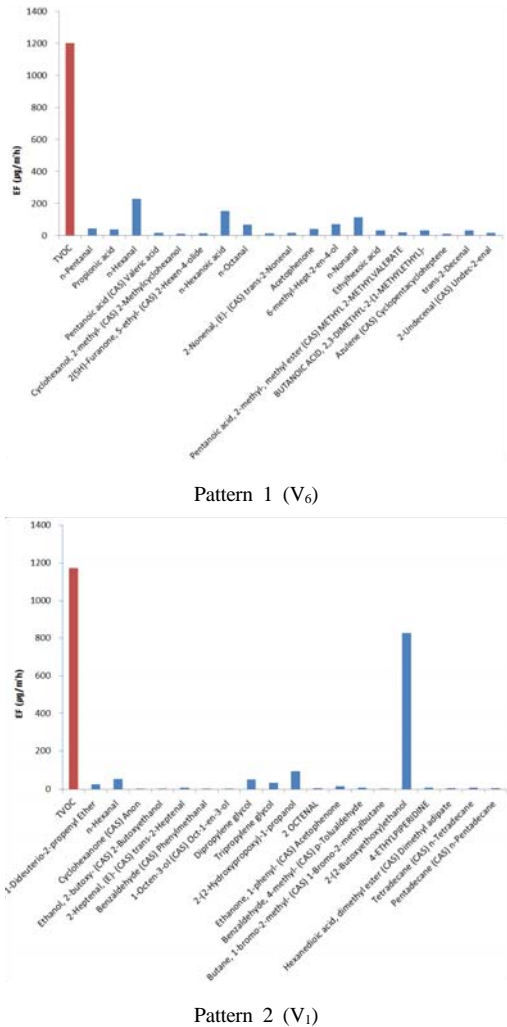 1400
1200
1000
800
600
400
200
0
EF (μg/m²h)
TVOC
n-Pentanal
Propionic acid
n-Hexanal
Pentanoic acid (CAS) Valeric acid
Cyclohexanol, 2-methyl- (CAS) 2-Methylcyclohexanol
2(5H)-Furanone, 5-ethyl- (CAS) 2-Hexen-4-olide
n-Hexanoic acid
n-Octanal
2-Nonenal, (E)- (CAS) trans-2-Nonenal
Acetophenone
6-methyl-Hept-2-en-4-ol
n-Nonanal
Ethylhexoic acid
Pentanoic acid, 2-methyl-, methyl ester (CAS) METHYL 2-METHYLVALERATE
BUTANOIC ACID, 2,3-DIMETHYL-2-(1-METHYLETHYL)-
Azulene (CAS) Cyclopentacycloheptene
trans-2-Decenal
2-Undecenal (CAS) Undec-2-enal
Pattern 1 (V₆)
1400
1200
1000
800
600
400
200
0
EF (μg/m²h)
TVOC
1-Dideuterio-2-propenyl Ether
n-Hexanal
Cyclohexanone (CAS) Anon
Ethanol, 2-butoxy- (CAS) 2-Butoxyethanol
2-Heptenal, (E)- (CAS) trans-2-Heptenal
Benzaldehyde (CAS) Phenylmethanal
1-Octen-3-ol (CAS) Oct-1-en-3-ol
Dipropylene glycol
Tripropylene glycol
2-(2-Hydroxypropoxy)-1-propanol
2 OCTENAL
Ethanone, 1-phenyl- (CAS) Acetophenone
Benzaldehyde, 4-methyl- (CAS) p-Tolualdehyde
Butane, 1-bromo-2-methyl- (CAS) 1-Bromo-2-methylbutane
2-(2-Butoxyethoxy)ethanol
4-ETHYLPIPERIDINE
Hexanedioic acid, dimethyl ester (CAS) Dimethyl adipate
Tetradecane (CAS) n-Tetradecane
Pentadecane (CAS) n-Pentadecane
Pattern 2 (V₁)